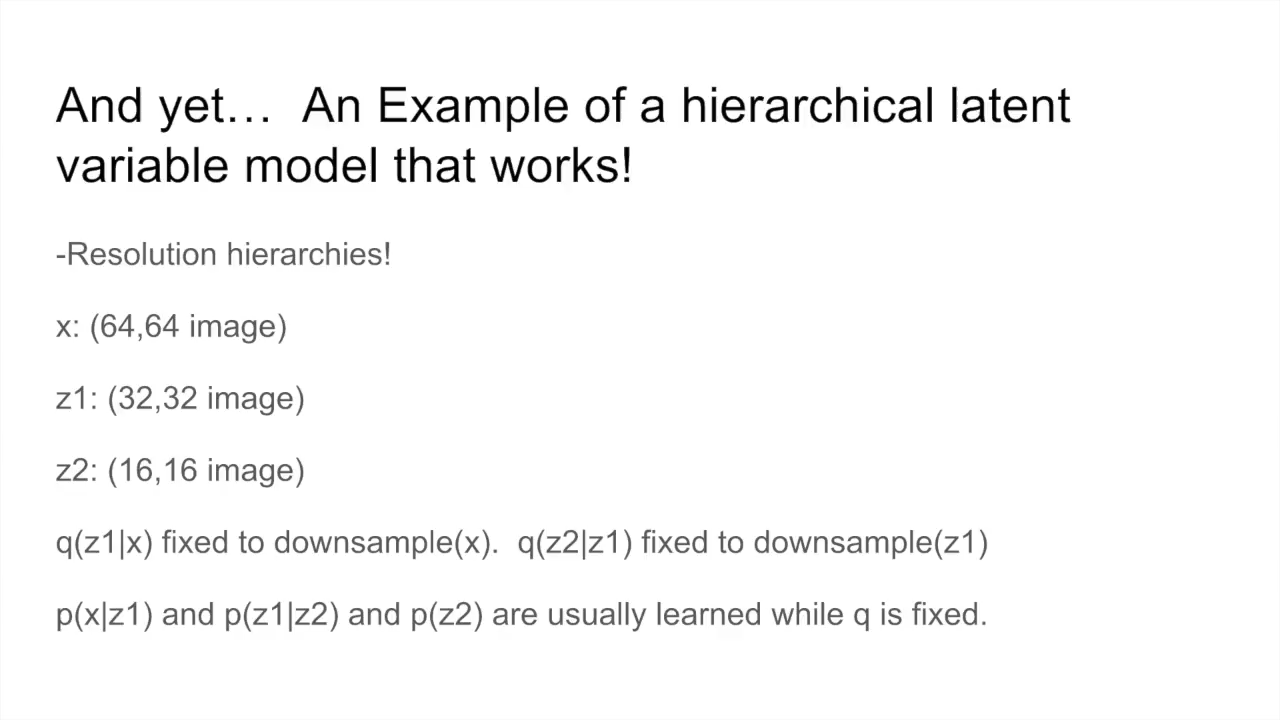 And yet…  An Example of a hierarchical latent
variable model that works!
-Resolution hierarchies!
x: (64,64 image)
z1: (32,32 image)
z2: (16,16 image)
q(z1|x) fixed to downsample(x).  q(z2|z1) fixed to downsample(z1)
p(x|z1) and p(z1|z2) and p(z2) are usually learned while q is fixed.